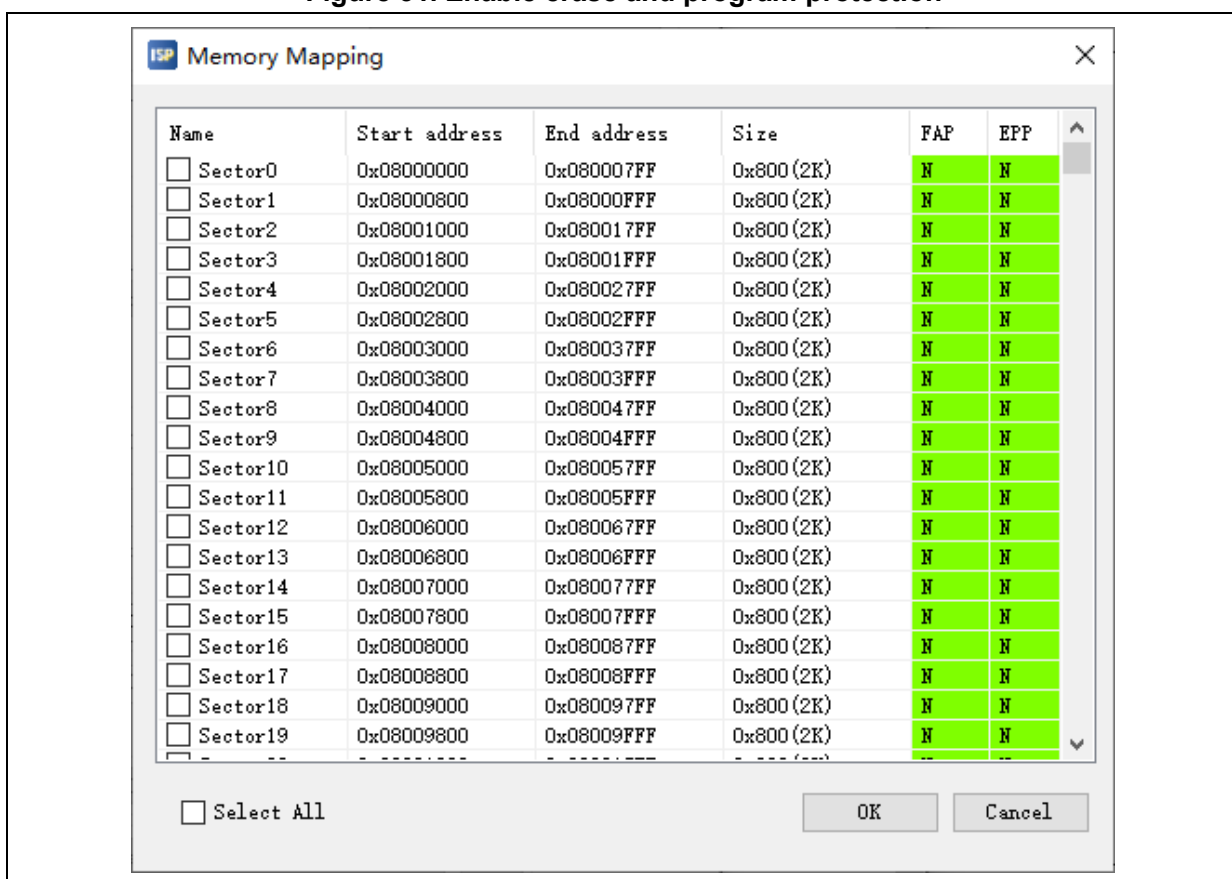 ISP Memory Mapping
Name Start address End address Size FAP EPP
Sector0 0x08000000 0x080007FF 0x800(2K) N N
Sector1 0x08000800 0x08000FFF 0x800(2K) N N
Sector2 0x08001000 0x080017FF 0x800(2K) N N
Sector3 0x08001800 0x08001FFF 0x800(2K) N N
Sector4 0x08002000 0x080027FF 0x800(2K) N N
Sector5 0x08002800 0x08002FFF 0x800(2K) N N
Sector6 0x08003000 0x080037FF 0x800(2K) N N
Sector7 0x08003800 0x08003FFF 0x800(2K) N N
Sector8 0x08004000 0x080047FF 0x800(2K) N N
Sector9 0x08004800 0x08004FFF 0x800(2K) N N
Sector10 0x08005000 0x080057FF 0x800(2K) N N
Sector11 0x08005800 0x08005FFF 0x800(2K) N N
Sector12 0x08006000 0x080067FF 0x800(2K) N N
Sector13 0x08006800 0x08006FFF 0x800(2K) N N
Sector14 0x08007000 0x080077FF 0x800(2K) N N
Sector15 0x08007800 0x08007FFF 0x800(2K) N N
Sector16 0x08008000 0x080087FF 0x800(2K) N N
Sector17 0x08008800 0x08008FFF 0x800(2K) N N
Sector18 0x08009000 0x080097FF 0x800(2K) N N
Sector19 0x08009800 0x08009FFF 0x800(2K) N N
Select All OK Cancel